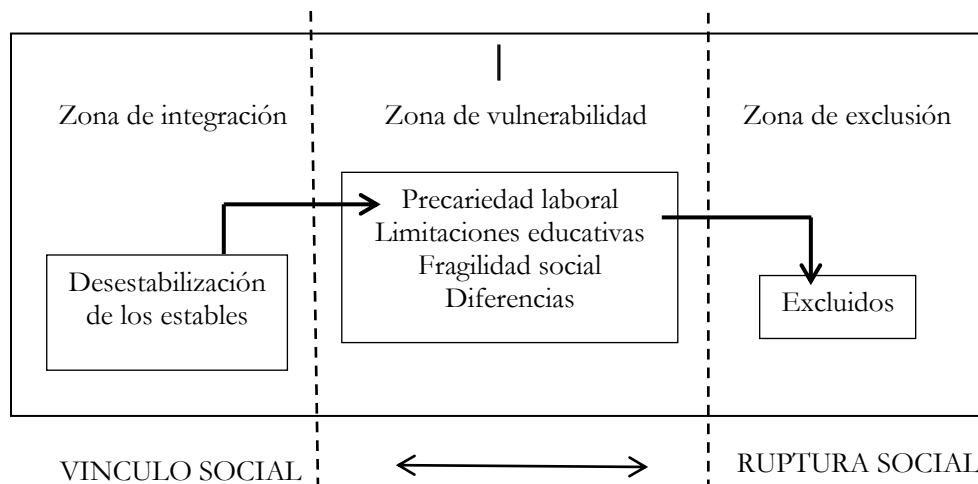 Zona de integración
Zona de vulnerabilidad
Zona de exclusión
Desestabilización
de los estables
Precariedad laboral
Limitaciones educativas
Fragilidad social
Diferencias
Excluidos
VINCULO SOCIAL
RUPTURA SOCIAL